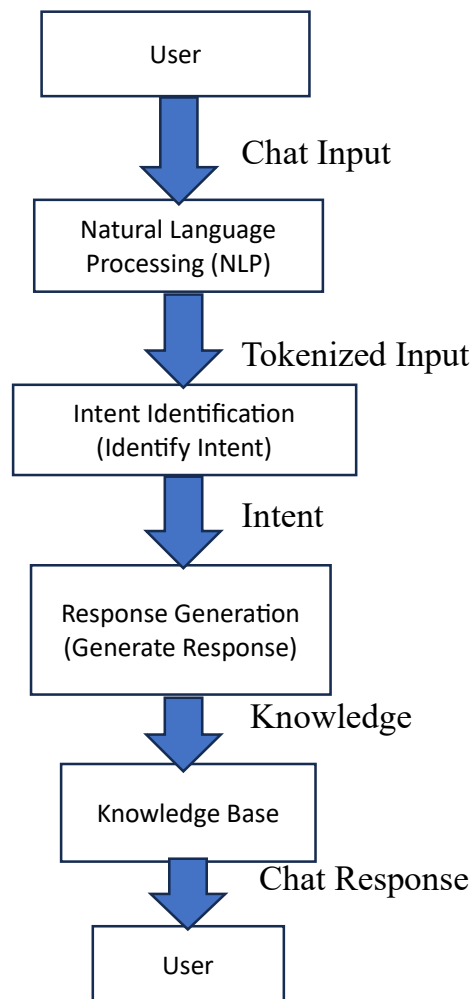 User
Chat Input
Natural Language
Processing (NLP)
Tokenized Input
Intent Identification
(Identify Intent)
Intent
Response Generation
(Generate Response)
Knowledge
Knowledge Base
Chat Response
User